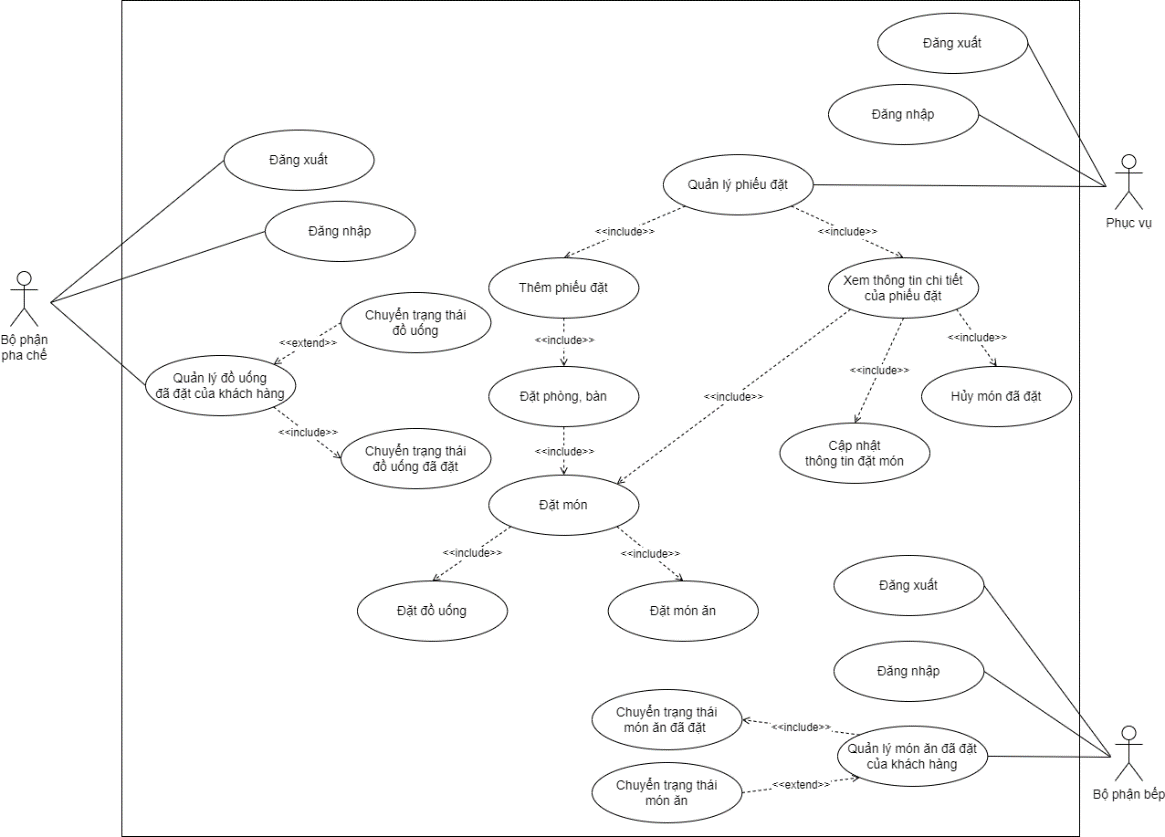 Đăng xuất
Đăng nhập
Đăng xuất
Quản lý phiếu đặt
Phục vụ
Đăng nhập
<<include>>
<<include>>
Thêm phiếu đặt
Xem thông tin chi tiết
của phiếu đặt
Bộ phận
pha chế
Chuyển trạng thái
đồ uống
<<extend>>
<<include>>
<<include>>
Quản lý đồ uống
đã đặt của khách hàng
<<include>>
Đặt phòng, bàn
<<include>>
Hủy món đã đặt
<<include>>
Chuyển trạng thái
đồ uống đã đặt
<<include>>
Cập nhật
thông tin đặt món
Đặt món
<<include>>
<<include>>
Đặt đồ uống
Đặt món ăn
Đăng xuất
Đăng nhập
Chuyển trạng thái
món ăn đã đặt
<<include>>
Quản lý món ăn đã đặt
của khách hàng
Chuyển trạng thái
món ăn
<<extend>>
Bộ phận bếp